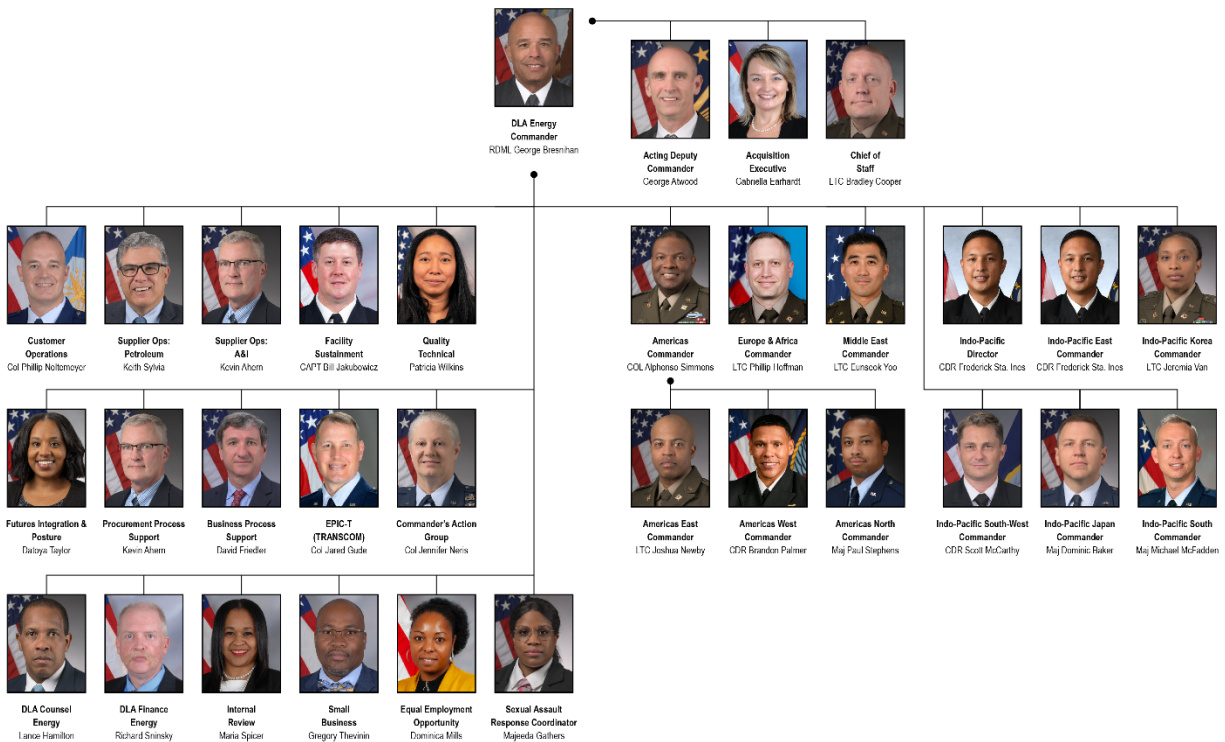 DLA Energy
Commander
RDML George Bresnihan
Acting Deputy
Commander
George Atwood
Acquisition
Executive
Gabriella Earhardt
Chief of
Staff
LTC Bradley Cooper
Customer
Operations
Col Phillip Noltemeyer
Supplier Ops:
Petroleum
Keith Sylvia
Supplier Ops:
A&I
Kevin Ahern
Facility
Sustainment
CAPT Bill Jakubowicz
Quality
Technical
Patricia Wilkins
Americas
Commander
COL Alphonso Simmons
Europe & Africa
Commander
LTC Phillip Hoffman
Middle East
Commander
LTC Eunseok Yoo
Indo-Pacific
Director
CDR Frederick Sta. Ines
Indo-Pacific East
Commander
CDR Frederick Sta. Ines
Indo-Pacific Korea
Commander
LTC Jeremia Van
Futures Integration &
Posture
Datoya Taylor
Procurement Process
Support
Kevin Ahern
Business Process
Support
David Friedler
EPIC-T
(TRANSCOM)
Col Jared Gude
Commander's Action
Group
Col Jennifer Neris
Americas East
Commander
LTC Joshua Newby
Americas West
Commander
CDR Brandon Palmer
Americas North
Commander
Maj Paul Stephens
Indo-Pacific South-West
Commander
CDR Scott McCarthy
Indo-Pacific Japan
Commander
Maj Dominic Baker
Indo-Pacific South
Commander
Maj Michael McFadden
DLA Counsel
Energy
Lance Hamilton
DLA Finance
Energy
Richard Sninsky
Internal
Review
Maria Spicer
Small
Business
Gregory Thevinin
Equal Employment
Opportunity
Dominica Mills
Sexual Assault
Response Coordinator
Majeeda Gathers